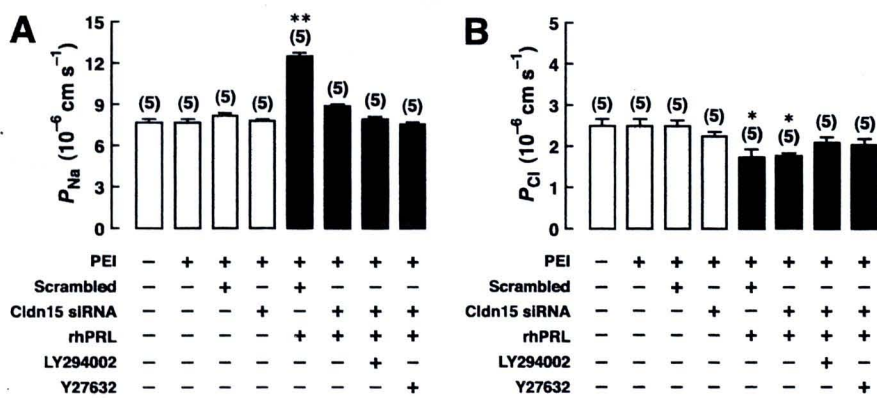 A
P_Na (10⁻⁶ cm s⁻¹)
15
12
9
6
3
0
**
(5) (5) (5) (5) (5) (5) (5) (5)
PEI − + + + + + + +
Scrambled − − + − + − − −
Cldn15 siRNA − − − + − + + +
rhPRL − − − − + + + +
LY294002 − − − − − − + −
Y27632 − − − − − − − +
B
P_Cl (10⁻⁶ cm s⁻¹)
5
4
3
2
1
0
* *
(5) (5) (5) (5) (5) (5) (5) (5)
PEI − + + + + + + +
Scrambled − − + − + − − −
Cldn15 siRNA − − − + − + + +
rhPRL − − − − + + + +
LY294002 − − − − − − + −
Y27632 − − − − − − − +